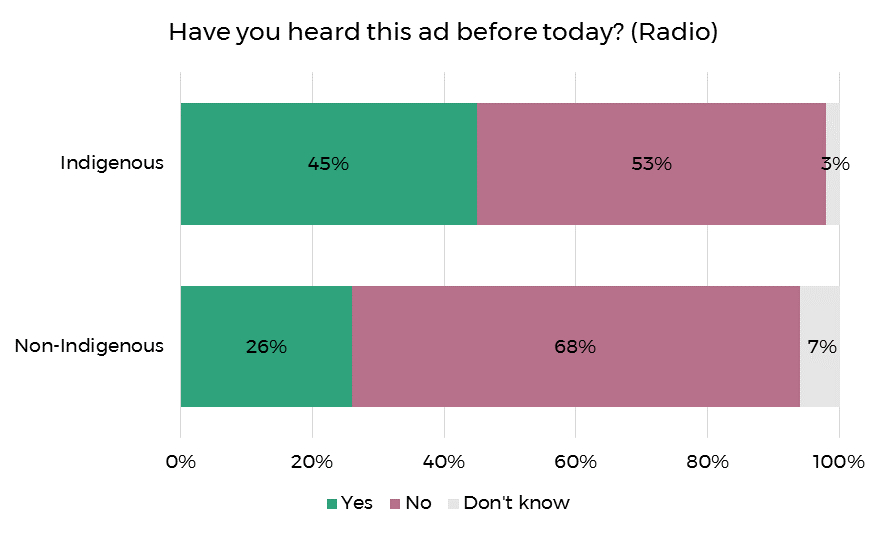 Have you heard this ad before today? (Radio)
Indigenous
45%
53%
3%
Non-Indigenous
26%
68%
7%
0%
20%
40%
60%
80%
100%
Yes
No
Don't know